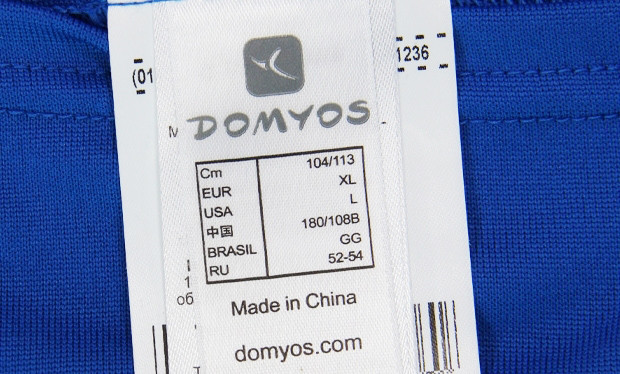 (01
1236
DOMYOS
Cm 104/113
EUR XL
USA L
中国 180/108B
BRASIL GG
RU 52-54
Made in China
domyos.com